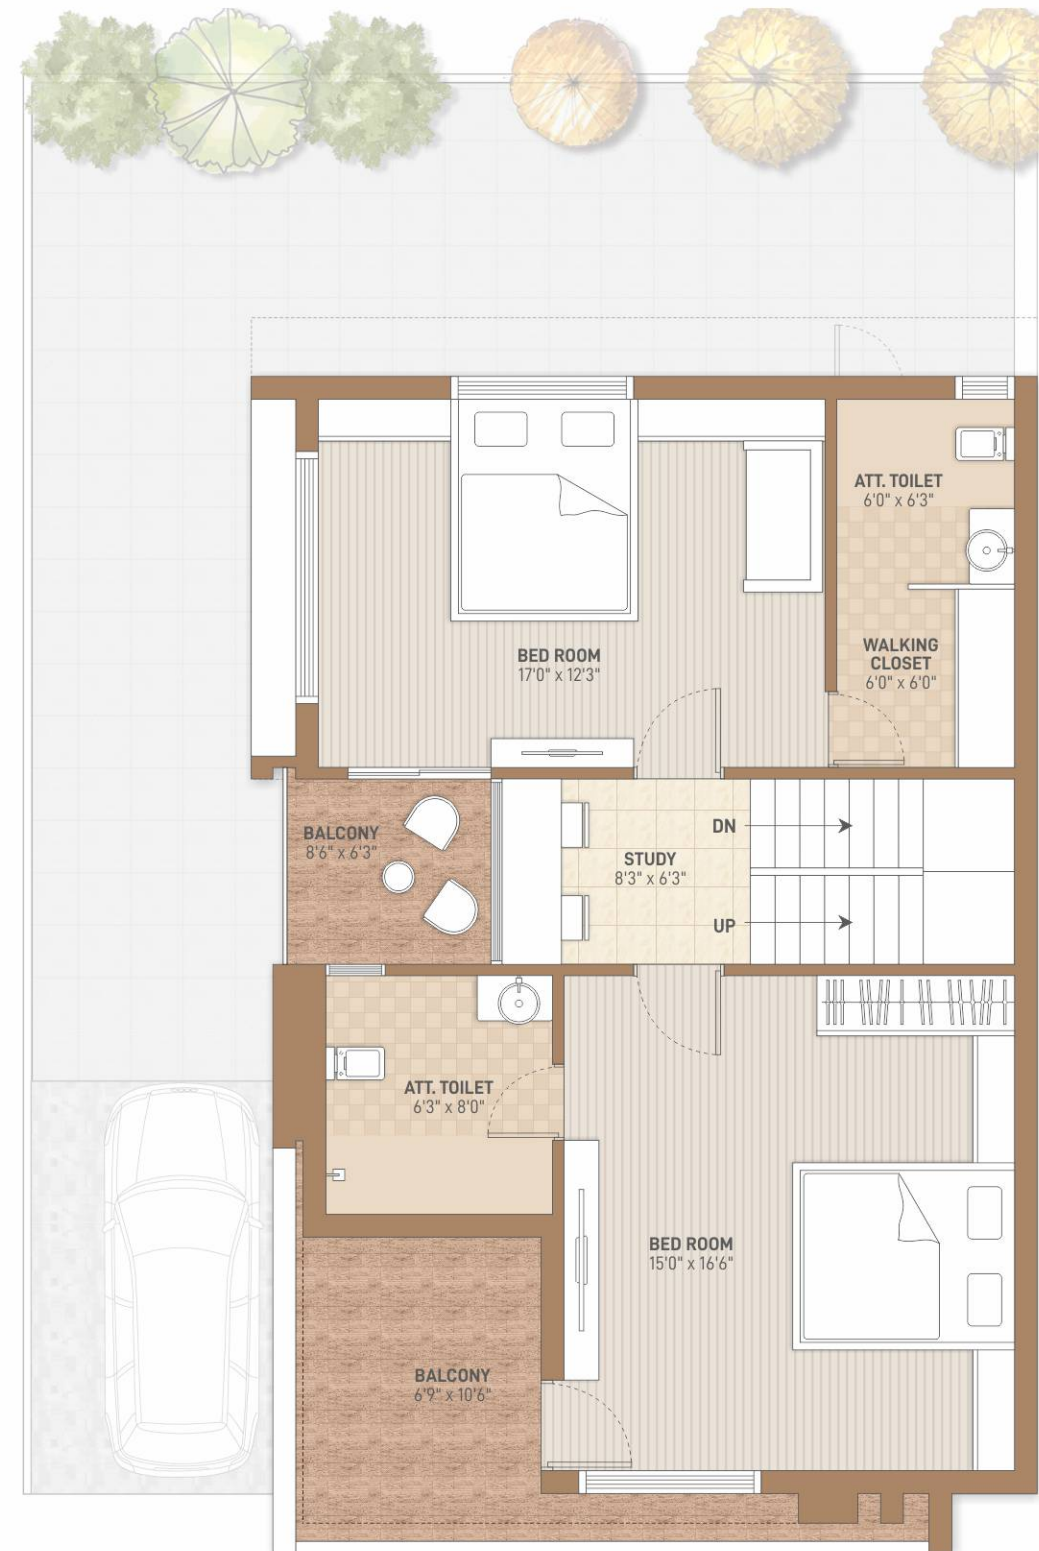 ATT. TOILET
6'0" x 6'3"
WALKING
CLOSET
6'0" x 6'0"
BED ROOM
17'0" x 12'3"
BALCONY
8'6" x 6'3"
STUDY
8'3" x 6'3"
DN
UP
ATT. TOILET
6'3" x 8'0"
BED ROOM
15'0" x 16'6"
BALCONY
6'9" x 10'6"